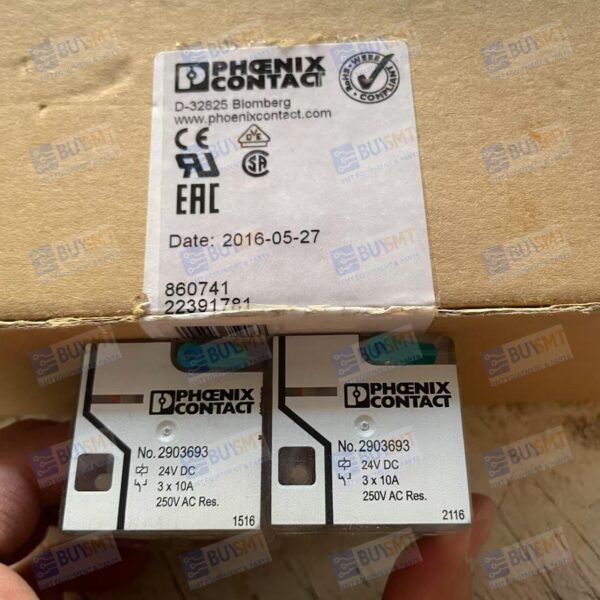 PHŒNIX
CONTACT
D-32825 Blomberg
www.phoenixcontact.com
RoHS WEEE
COMPLIANT
CE
EAC
Date: 2016-05-27
860741
22391781
PHŒNIX
CONTACT
No. 2903693
24V DC
3 x 10A
250V AC Res.
1516
PHŒNIX
CONTACT
No. 2903693
24V DC
3 x 10A
250V AC Res.
2116
BUYSMT